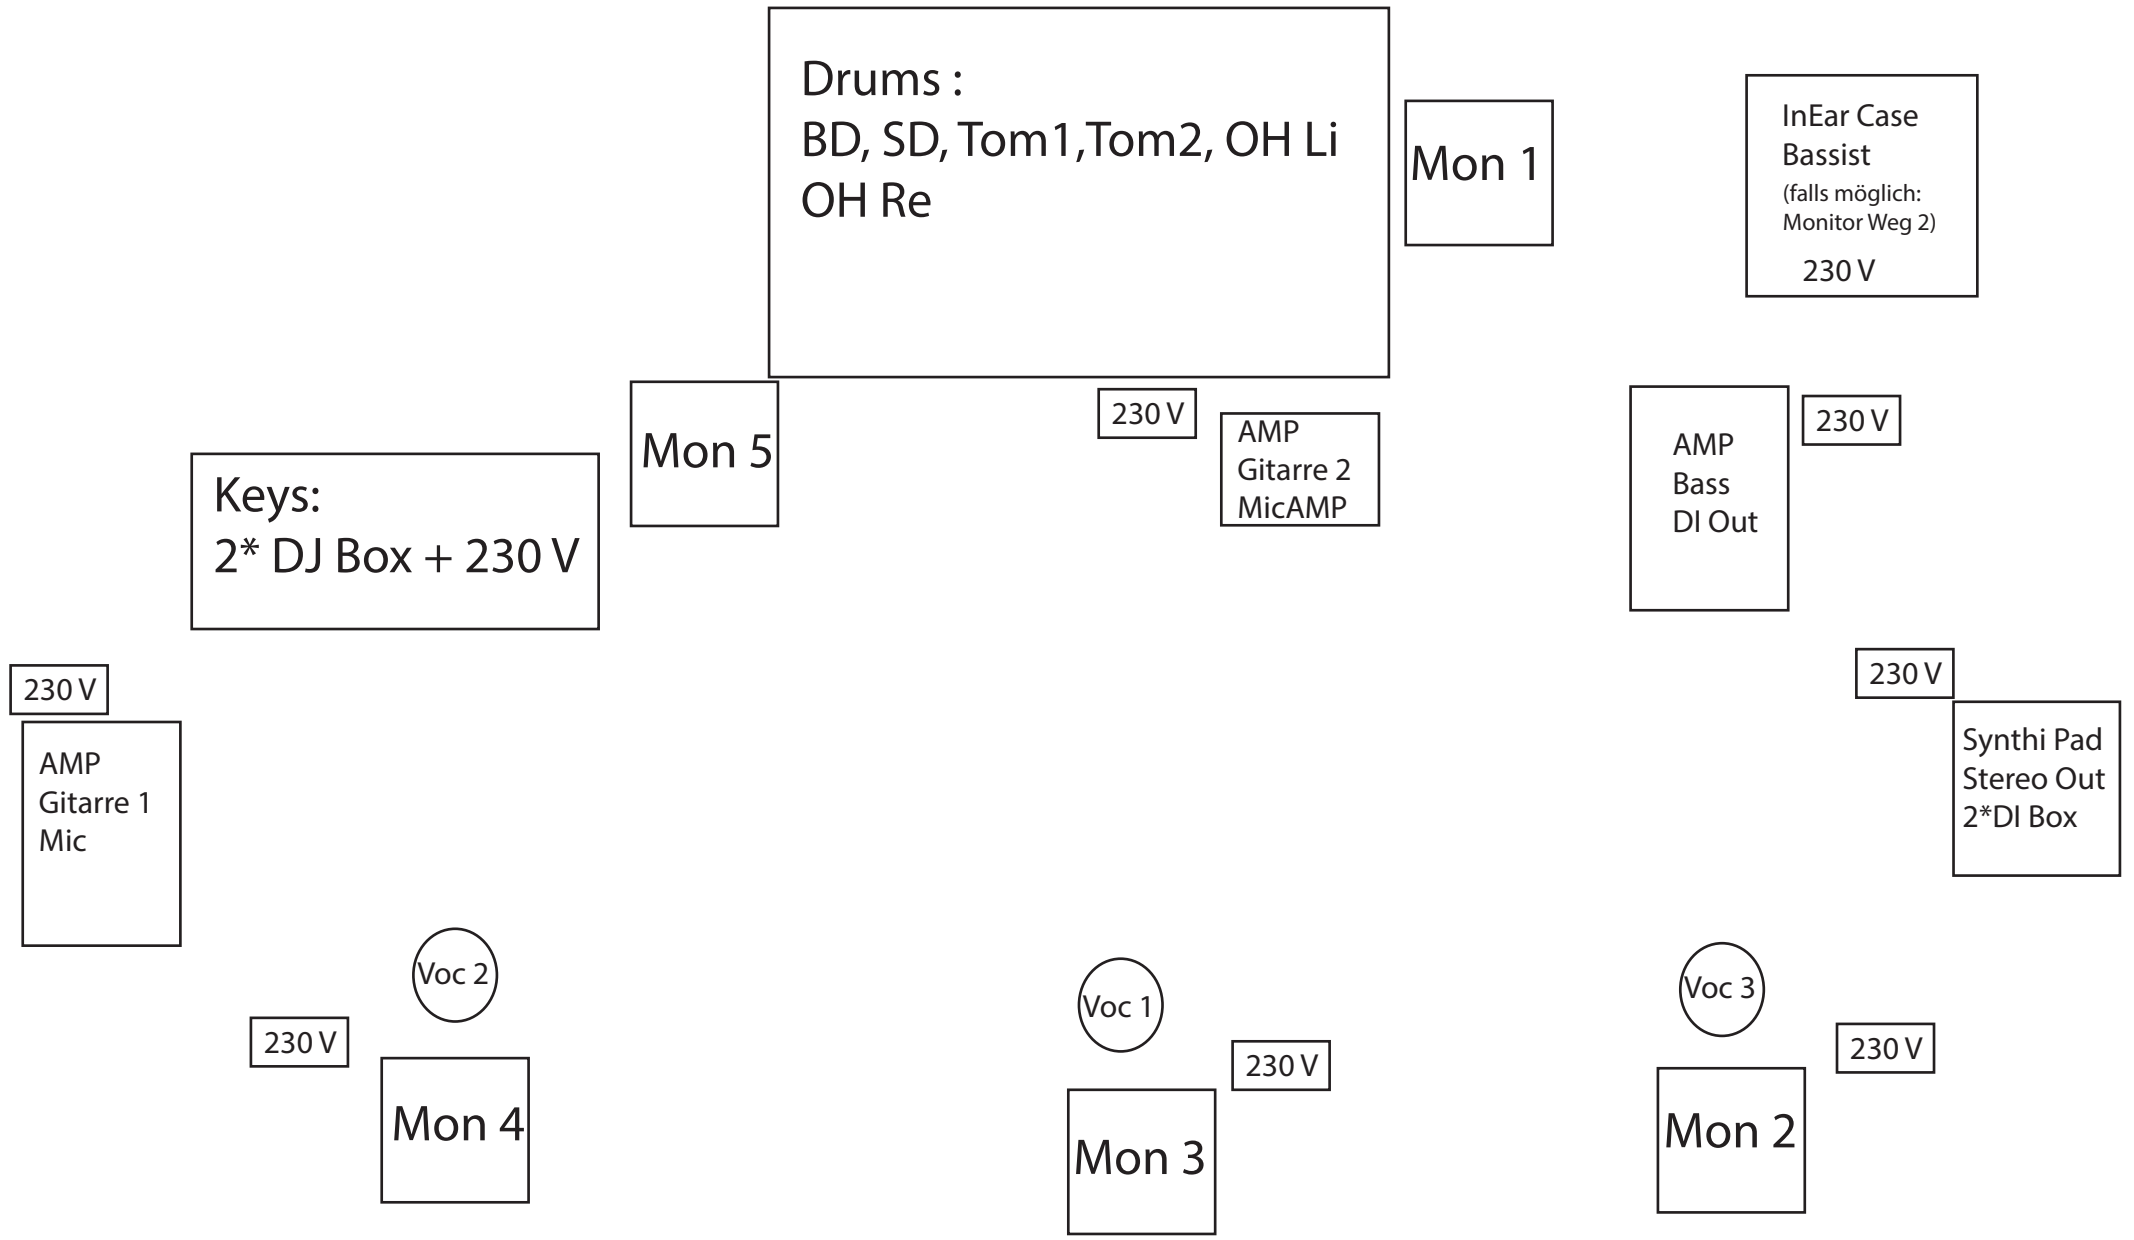 Drums :
BD, SD, Tom1,Tom2, OH Li
OH Re
Mon 1
InEar Case
Bassist
(falls möglich:
Monitor Weg 2)
230 V
Mon 5
230 V
AMP
Gitarre 2
MicAMP
AMP
Bass
DI Out
230 V
Keys:
2* DJ Box + 230 V
230 V
AMP
Gitarre 1
Mic
230 V
Synthi Pad
Stereo Out
2*DI Box
Voc 2
230 V
Mon 4
Voc 1
230 V
Mon 3
Voc 3
230 V
Mon 2